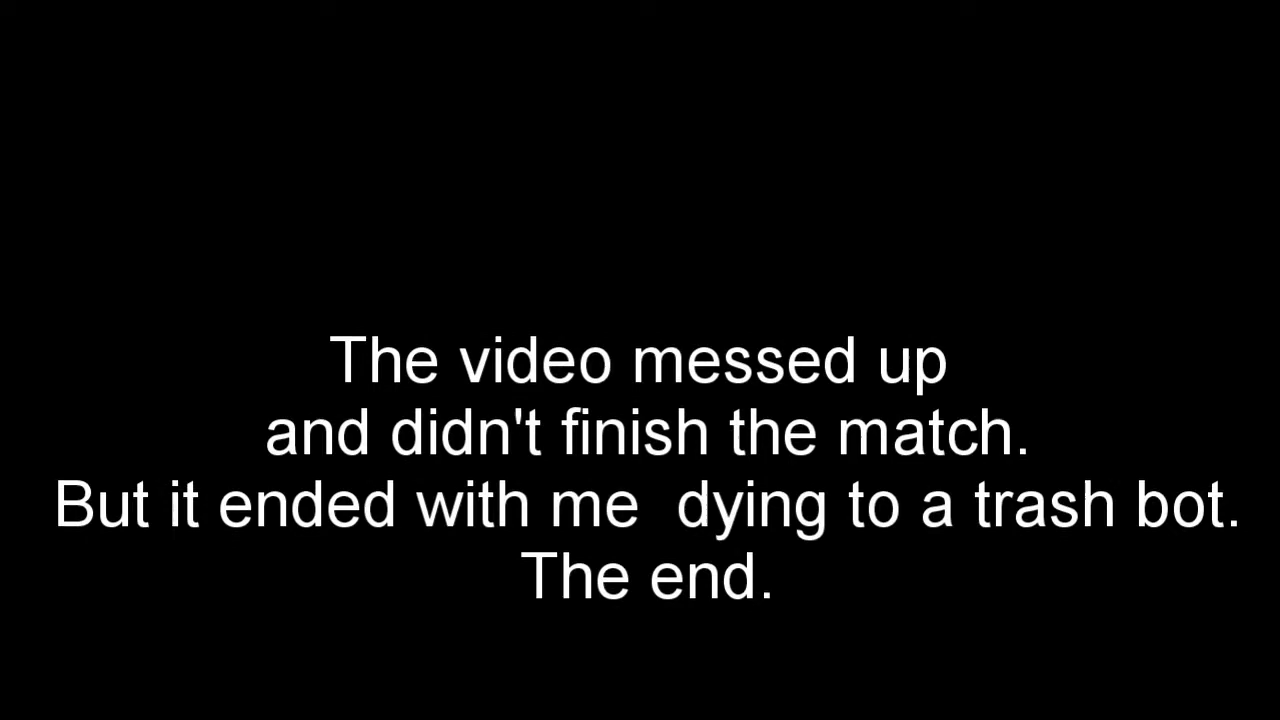 The video messed up
and didn't finish the match.
But it ended with me  dying to a trash bot.
The end.